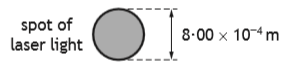 spot of
laser light
8·00 × 10⁻⁴ m